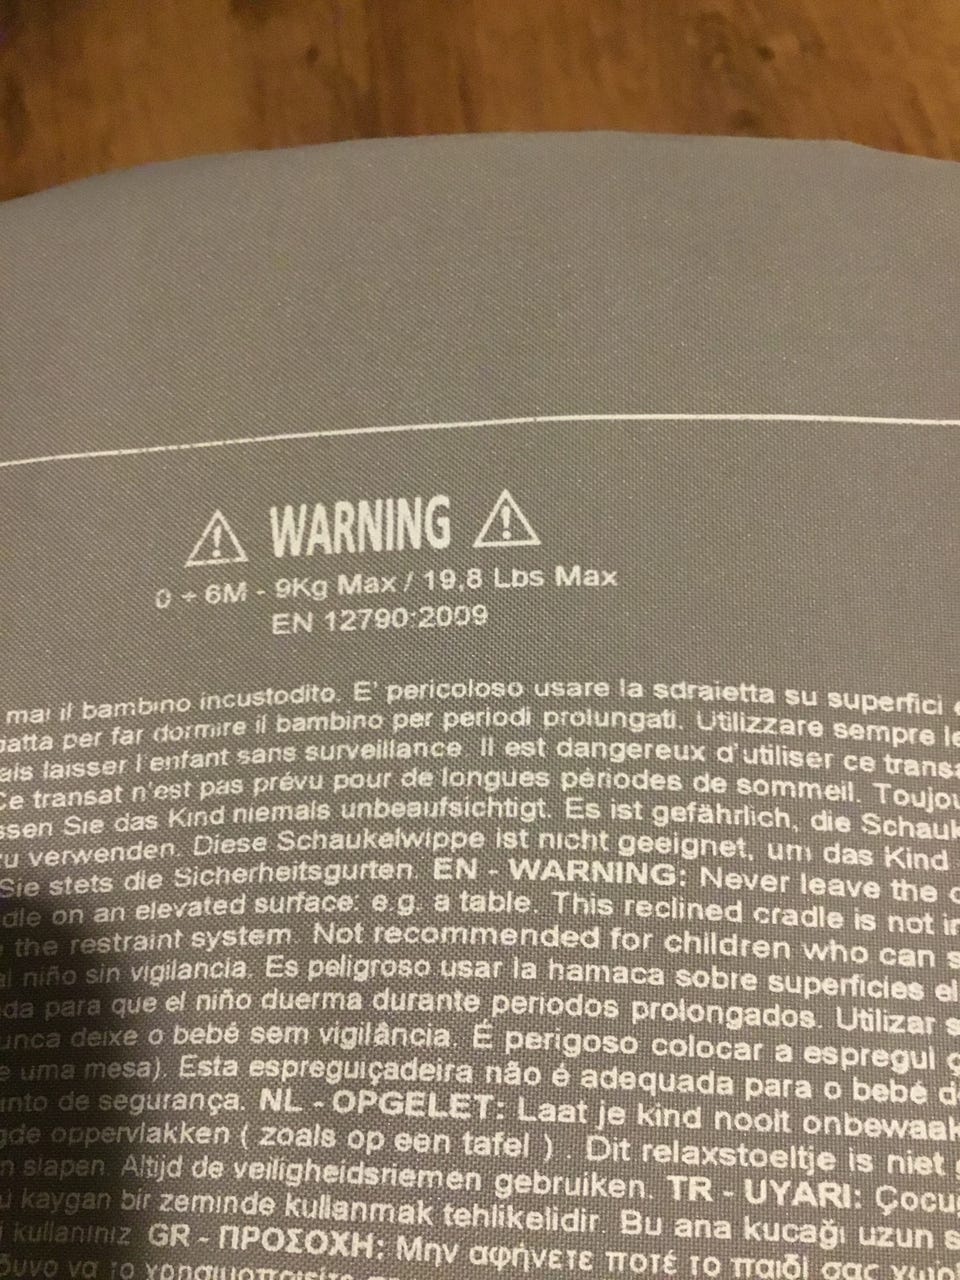 WARNING
0 ÷ 6M - 9Kg Max / 19,8 Lbs Max
EN 12790:2009
mai il bambino incustodito. E' pericoloso usare la sdraietta su superfici
per far dormire il bambino per periodi prolungati. Utilizzare sempre le
laisser l'enfant sans surveillance. Il est dangereux d'utiliser ce
Ce transat n'est pas prévu pour de longues périodes de sommeil.
Sie das Kind niemals unbeaufsichtigt. Es ist gefährlich, die
zu verwenden. Diese Schaukelwippe ist nicht geeignet, um das Kind
Sie stets die Sicherheitsgurten. EN - WARNING: Never leave the
on an elevated surface: e.g. a table. This reclined cradle is not
the restraint system. Not recommended for children who can
al niño sin vigilancia. Es peligroso usar la hamaca sobre superficies
para que el niño duerma durante periodos prolongados. Utilizar
deixe o bebé sem vigilância. É perigoso colocar a
uma mesa). Esta espreguiçadeira não é adequada para o bebé
de segurança. NL - OPGELET: Laat je kind nooit
oppervlakken ( zoals op een tafel ) . Dit relaxstoeltje is niet
slapen. Altijd de veiligheidsriemen gebruiken. TR - UYARI:
kaygan bir zeminde kullanmak tehlikelidir. Bu ana kucağı uzun
kullanınız GR - ΠΡΟΣΟΧΗ: Μην αφήνετε ποτέ το παιδί σας
να το